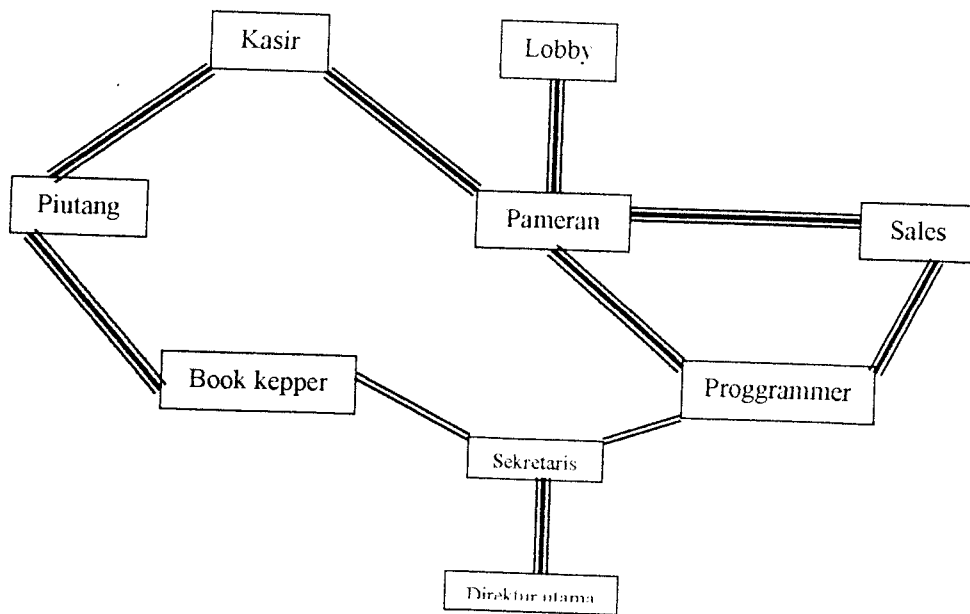 Kasir
Lobby
Piutang
Pameran
Sales
Book kepper
Proggrammer
Sekretaris
Direktur utama